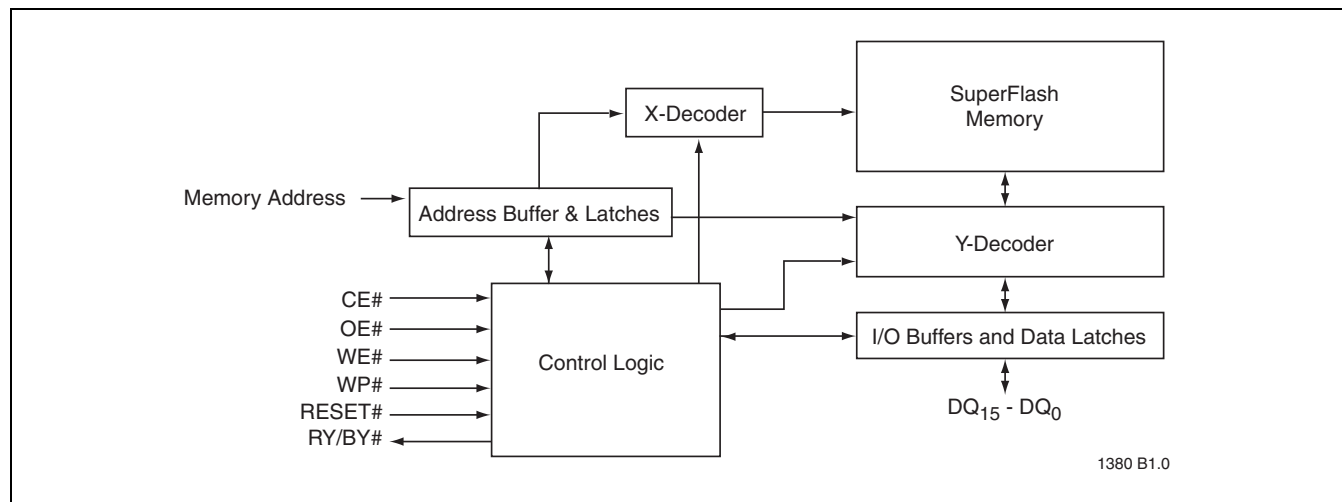 SuperFlash
Memory
X-Decoder
Memory Address
Address Buffer & Latches
Y-Decoder
CE#
OE#
WE#
WP#
RESET#
RY/BY#
Control Logic
I/O Buffers and Data Latches
DQ15 - DQ0
1380 B1.0